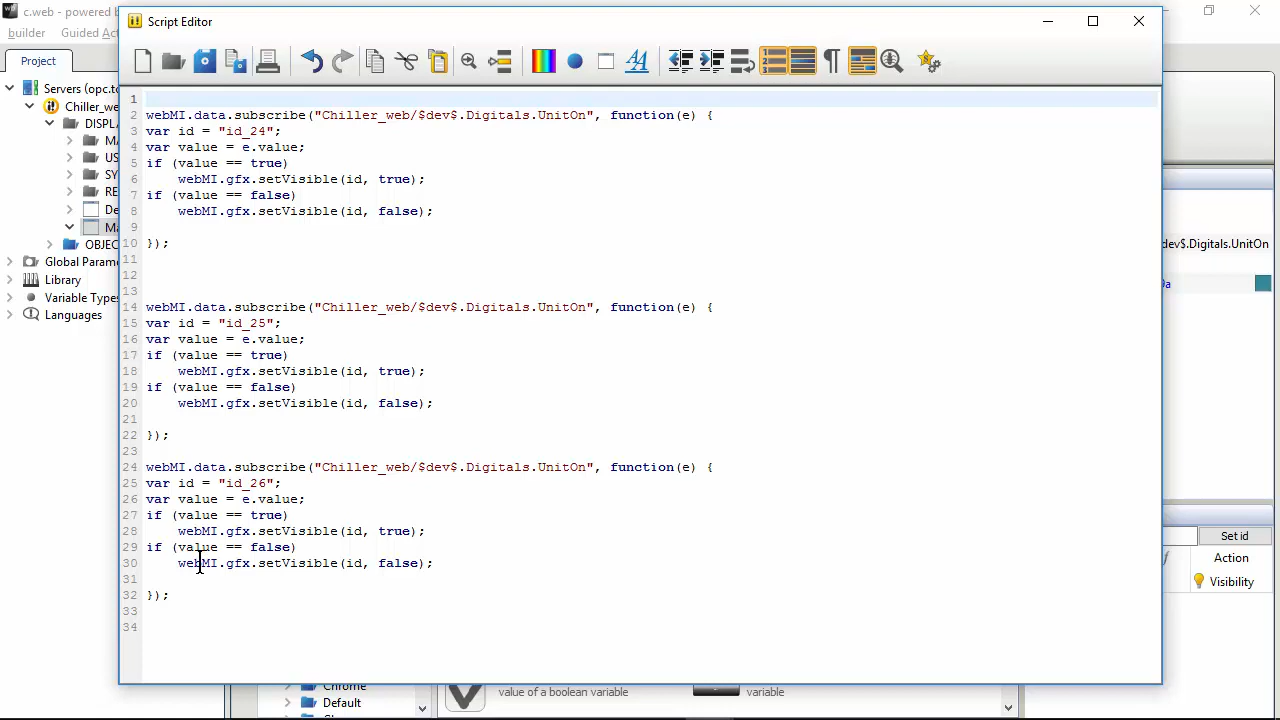 c.web - powered b
Script Editor
builder
Guided Act
Project
Servers (opc.tc
Chiller_we
DISPL
MA
US
SY
RE
De
Ma
OBJEC
Global Parame
Library
Variable Types
Languages
1
2 webMI.data.subscribe("Chiller_web/$dev$.Digitals.UnitOn", function(e) {
3 var id = "id_24";
4 var value = e.value;
5 if (value == true)
6 webMI.gfx.setVisible(id, true);
7 if (value == false)
8 webMI.gfx.setVisible(id, false);
9
10 });
11
12
13
14 webMI.data.subscribe("Chiller_web/$dev$.Digitals.UnitOn", function(e) {
15 var id = "id_25";
16 var value = e.value;
17 if (value == true)
18 webMI.gfx.setVisible(id, true);
19 if (value == false)
20 webMI.gfx.setVisible(id, false);
21
22 });
23
24 webMI.data.subscribe("Chiller_web/$dev$.Digitals.UnitOn", function(e) {
25 var id = "id_26";
26 var value = e.value;
27 if (value == true)
28 webMI.gfx.setVisible(id, true);
29 if (value == false)
30 webMI.gfx.setVisible(id, false);
31
32 });
33
34
dev$.Digitals.UnitOn
Set id
Action
Visibility
Chrome
Default
value of a boolean variable
variable